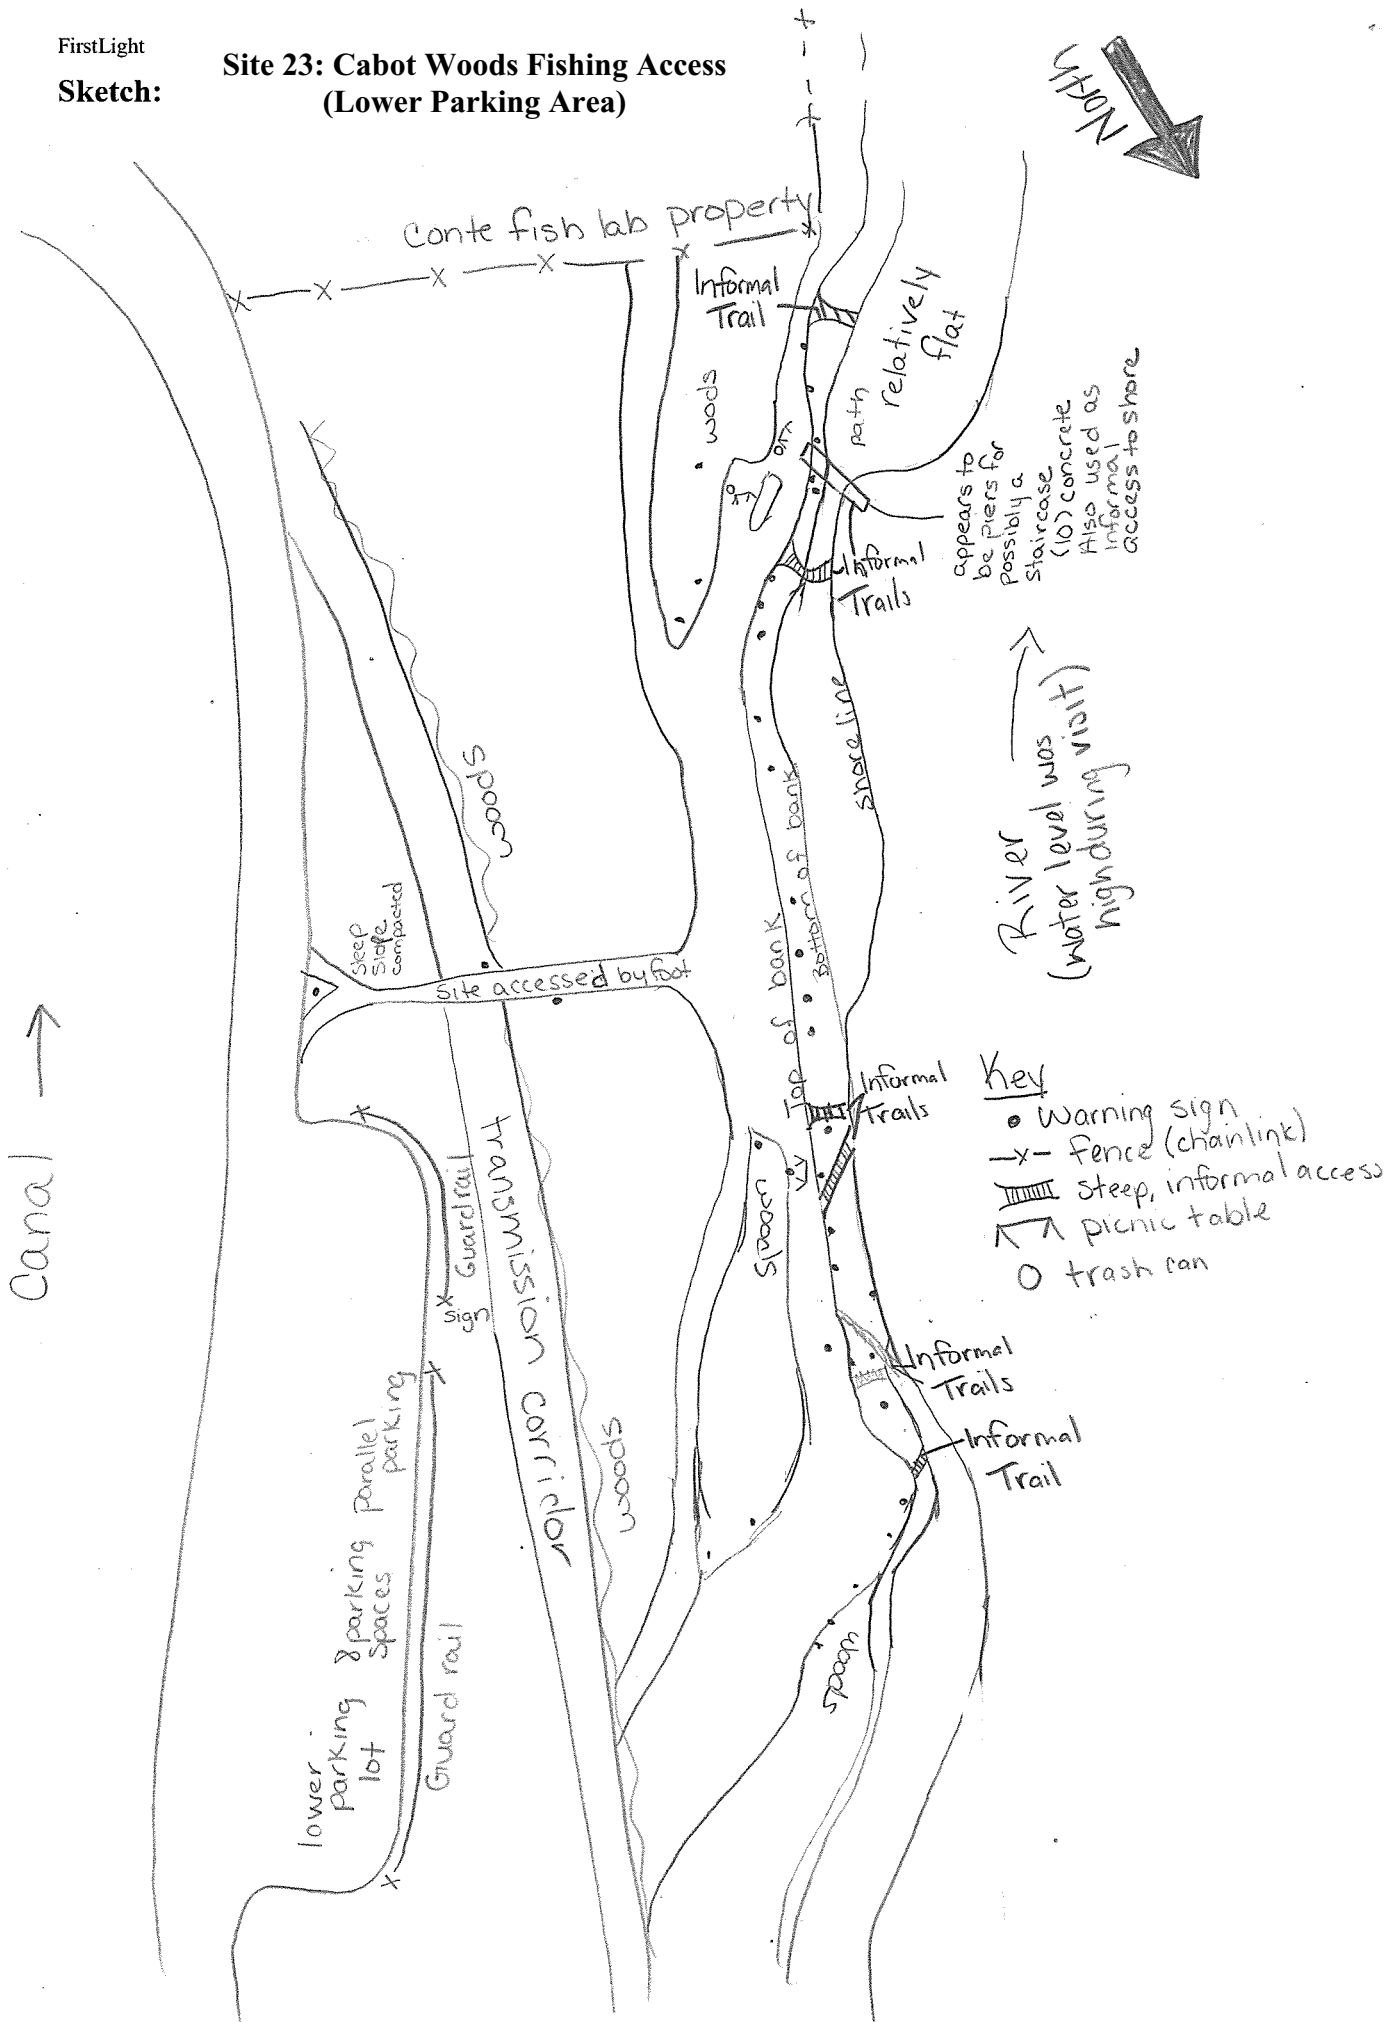 FirstLight
Sketch:
Site 23: Cabot Woods Fishing Access
(Lower Parking Area)
North
Conte fish lab property
Informal
Trail
relatively
flat
path
woods
appears to
be piers for
possibly a
staircase
(10) concrete
Also used as
informal
access to shore
Informal
Trails
shoreline
woods
River
(water level was
high during visit)
Top of bank
Bottom of bank
Steep
Slope
compacted
Site accessed by foot
Canal
Informal
Trails
Key
Warning sign
-x- fence (chainlink)
steep, informal access
picnic table
trash can
Guardrail
Sign
transmission corridor
woods
woods
Informal
Trails
Informal
Trail
lower
parking
lot
8 parking
spaces
parallel
parking
Guard rail
woods